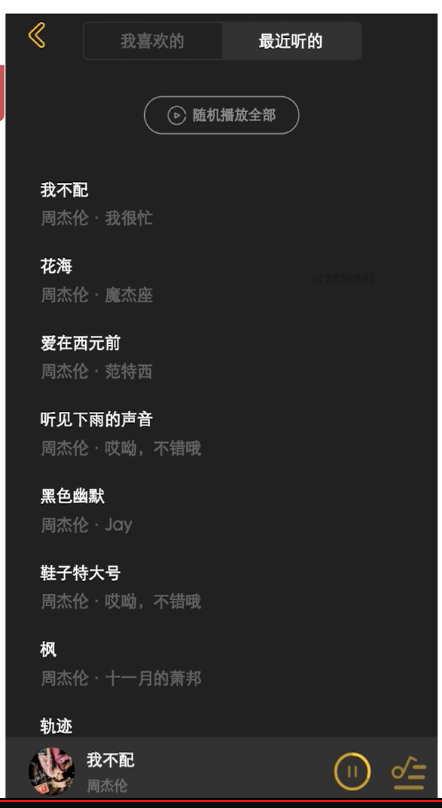 我喜欢的
最近听的
随机播放全部
我不配
周杰伦 · 我很忙
花海
周杰伦 · 魔杰座
爱在西元前
周杰伦 · 范特西
听见下雨的声音
周杰伦 · 哎呦，不错哦
黑色幽默
周杰伦 · Jay
鞋子特大号
周杰伦 · 哎呦，不错哦
枫
周杰伦 · 十一月的萧邦
轨迹
我不配
周杰伦